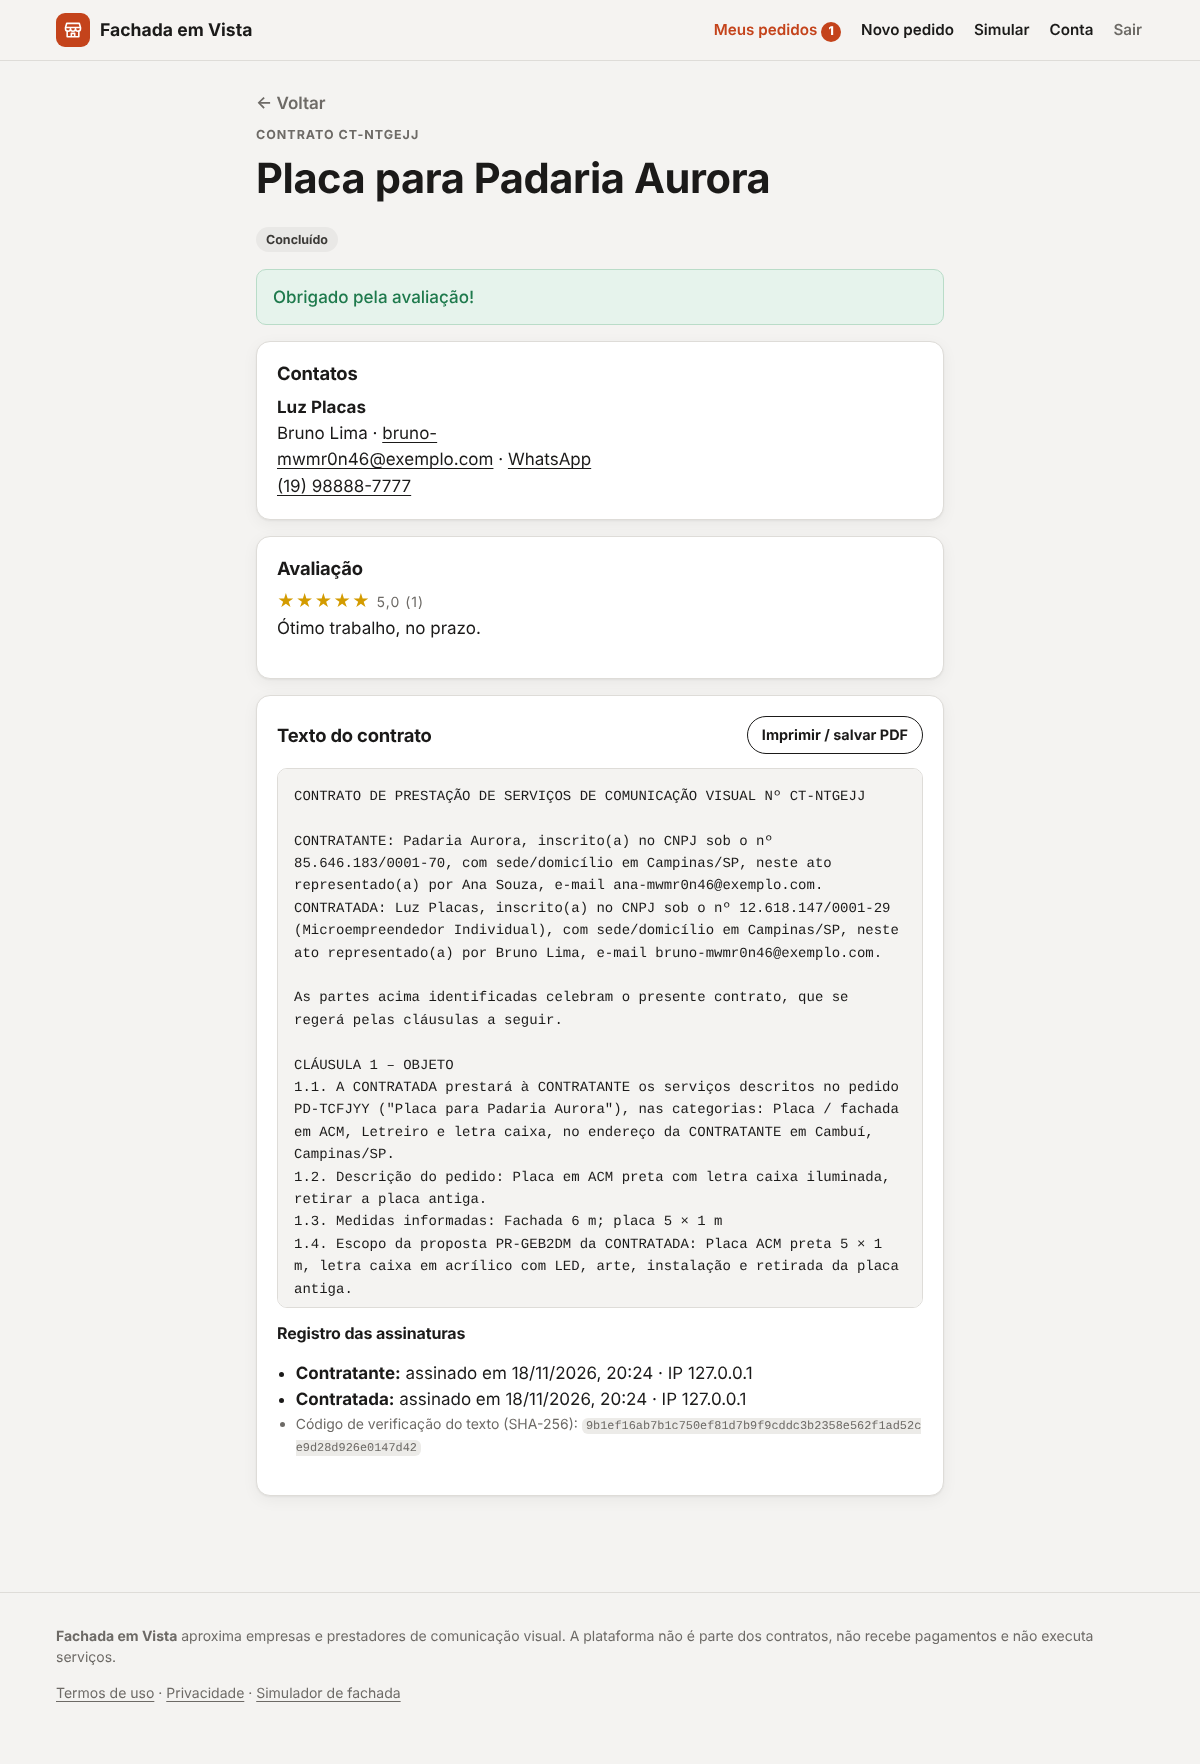 Fachada em Vista
Meus pedidos 1 Novo pedido Simular Conta Sair
← Voltar
CONTRATO CT-NTGEJJ
Placa para Padaria Aurora
Concluído
Obrigado pela avaliação!
Contatos
Luz Placas
Bruno Lima · bruno-
mwmr0n46@exemplo.com · WhatsApp
(19) 98888-7777
Avaliação
★★★★★ 5,0 (1)
Ótimo trabalho, no prazo.
Texto do contrato
Imprimir / salvar PDF
CONTRATO DE PRESTAÇÃO DE SERVIÇOS DE COMUNICAÇÃO VISUAL Nº CT-NTGEJJ
CONTRATANTE: Padaria Aurora, inscrito(a) no CNPJ sob o nº
85.646.183/0001-70, com sede/domicílio em Campinas/SP, neste ato
representado(a) por Ana Souza, e-mail ana-mwmr0n46@exemplo.com.
CONTRATADA: Luz Placas, inscrito(a) no CNPJ sob o nº 12.618.147/0001-29
(Microempreendedor Individual), com sede/domicílio em Campinas/SP, neste
ato representado(a) por Bruno Lima, e-mail bruno-mwmr0n46@exemplo.com.
As partes acima identificadas celebram o presente contrato, que se
regerá pelas cláusulas a seguir.
CLÁUSULA 1 – OBJETO
1.1. A CONTRATADA prestará à CONTRATANTE os serviços descritos no pedido
PD-TCFJYY ("Placa para Padaria Aurora"), nas categorias: Placa / fachada
em ACM, Letreiro e letra caixa, no endereço da CONTRATANTE em Cambuí,
Campinas/SP.
1.2. Descrição do pedido: Placa em ACM preta com letra caixa iluminada,
retirar a placa antiga.
1.3. Medidas informadas: Fachada 6 m; placa 5 × 1 m
1.4. Escopo da proposta PR-GEB2DM da CONTRATADA: Placa ACM preta 5 × 1
m, letra caixa em acrílico com LED, arte, instalação e retirada da placa
antiga.
Registro das assinaturas
• Contratante: assinado em 18/11/2026, 20:24 · IP 127.0.0.1
• Contratada: assinado em 18/11/2026, 20:24 · IP 127.0.0.1
• Código de verificação do texto (SHA-256): 9b1ef16ab7b1c750ef81d7b9f9cddc3b2358e562f1ad52c
e9d28d926e0147d42
Fachada em Vista aproxima empresas e prestadores de comunicação visual. A plataforma não é parte dos contratos, não recebe pagamentos e não executa
serviços.
Termos de uso · Privacidade · Simulador de fachada